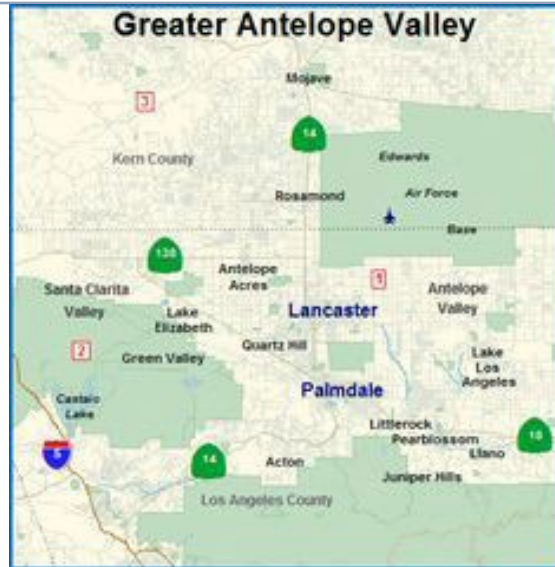 Greater Antelope Valley
Mojave
3
14
Kern County
Edwards
Rosamond
Air Force
Base
138
Antelope
Acres
1
Santa Clarita
Valley
Antelope
Valley
Lake
Elizabeth
Lancaster
Quartz Hill
2
Green Valley
Lake
Los
Angeles
Palmdale
Castaic
Lake
Littlerock
Pearblossom
18
Llano
5
14
Acton
Juniper Hills
Los Angeles County